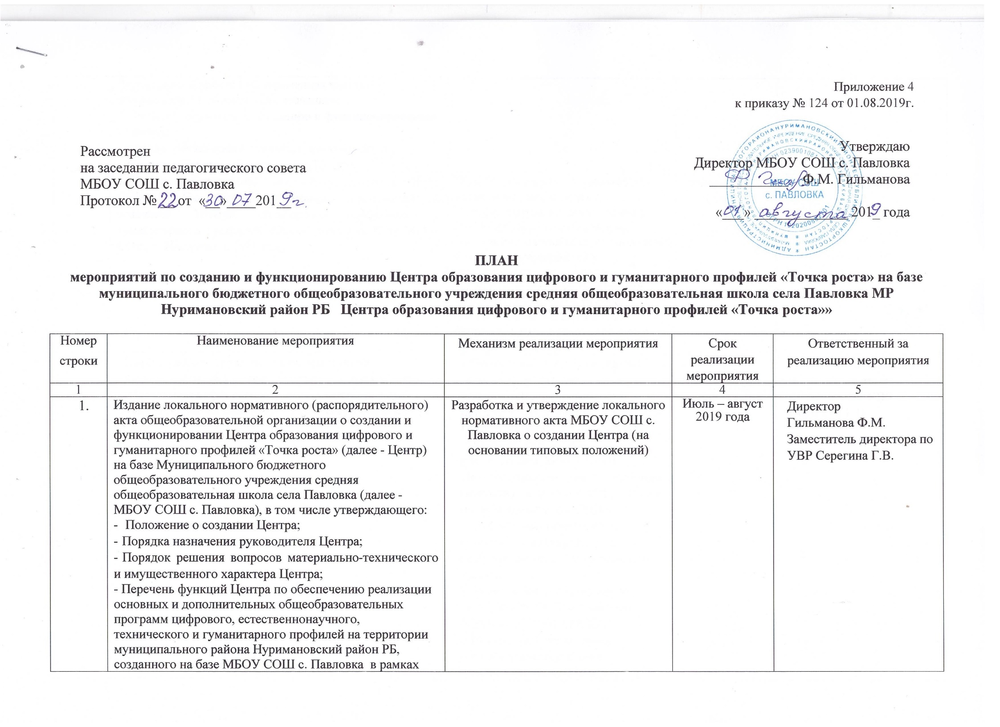 Приложение 4
к приказу № 124 от 01.08.2019г.
Рассмотрен
на заседании педагогического совета
МБОУ СОШ с. Павловка
Протокол № 22 от «30» 07 2019г.
Утверждаю
Директор МБОУ СОШ с. Павловка
Ф.М. Гильманова
«01» августа 2019 года
МБОУ СОШ
с. ПАВЛОВКА
ПЛАН
мероприятий по созданию и функционированию Центра образования цифрового и гуманитарного профилей «Точка роста» на базе
муниципального бюджетного общеобразовательного учреждения средняя общеобразовательная школа села Павловка МР
Нуримановский район РБ Центра образования цифрового и гуманитарного профилей «Точка роста»»
Номер
строки
Наименование мероприятия
Механизм реализации мероприятия
Срок
реализации
мероприятия
Ответственный за
реализацию мероприятия
1 2 3 4 5
1.
Издание локального нормативного (распорядительного)
акта общеобразовательной организации о создании и
функционировании Центра образования цифрового и
гуманитарного профилей «Точка роста» (далее - Центр)
на базе Муниципального бюджетного
общеобразовательного учреждения средняя
общеобразовательная школа села Павловка (далее -
МБОУ СОШ с. Павловка), в том числе утверждающего:
- Положение о создании Центра;
- Порядка назначения руководителя Центра;
- Порядок решения вопросов материально-технического
и имущественного характера Центра;
- Перечень функций Центра по обеспечению реализации
основных и дополнительных общеобразовательных
программ цифрового, естественнонаучного,
технического и гуманитарного профилей на территории
муниципального района Нуримановский район РБ,
созданного на базе МБОУ СОШ с. Павловка в рамках
Разработка и утверждение локального
нормативного акта МБОУ СОШ с.
Павловка о создании Центра (на
основании типовых положений)
Июль – август
2019 года
Директор
Гильманова Ф.М.
Заместитель директора по
УВР Серегина Г.В.